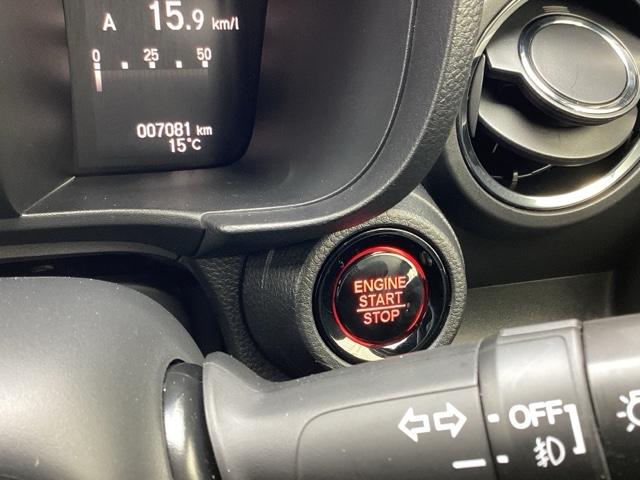 A 15.9 km/l
0 25 50
007081 km
15°C
ENGINE
START
STOP
OFF